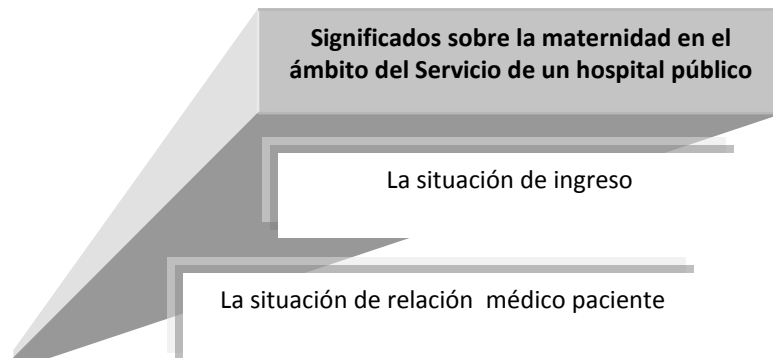 Significados sobre la maternidad en el
ámbito del Servicio de un hospital público
La situación de ingreso
La situación de relación  médico paciente